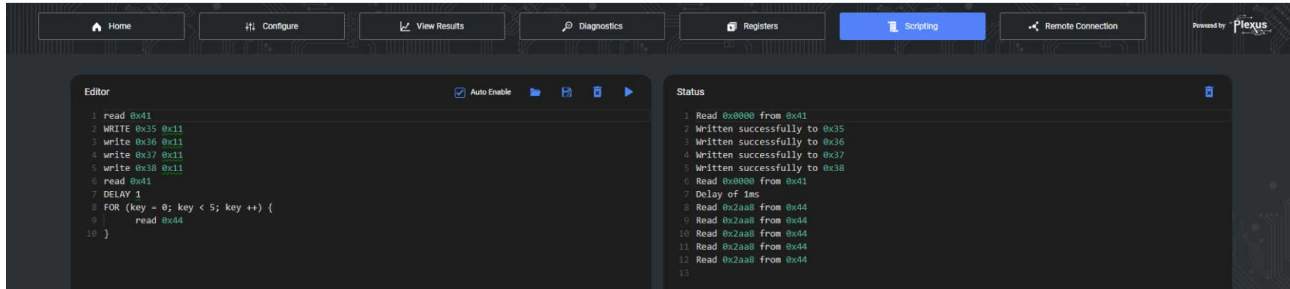 Home Configure View Results Diagnostics Registers Scripting Remote Connection Powered by Plexus
Editor Auto Enable
1 read 0x41
2 WRITE 0x35 0x11
3 write 0x36 0x11
4 write 0x37 0x11
5 write 0x38 0x11
6 read 0x41
7 DELAY 1
8 FOR (key = 0; key < 5; key ++) {
9 read 0x44
10 }
Status
1 Read 0x0000 from 0x41
2 Written successfully to 0x35
3 Written successfully to 0x36
4 Written successfully to 0x37
5 Written successfully to 0x38
6 Read 0x0000 from 0x41
7 Delay of 1ms
8 Read 0x2aa8 from 0x44
9 Read 0x2aa8 from 0x44
10 Read 0x2aa8 from 0x44
11 Read 0x2aa8 from 0x44
12 Read 0x2aa8 from 0x44
13